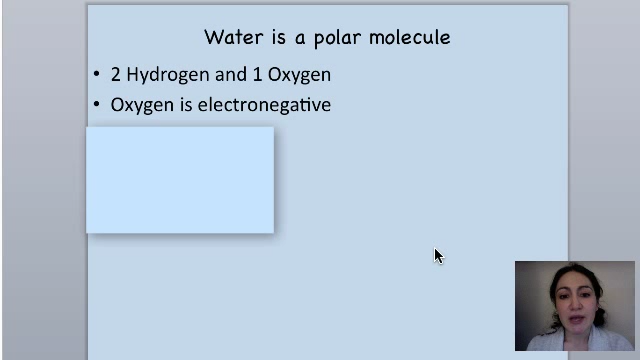 Water is a polar molecule
• 2 Hydrogen and 1 Oxygen
• Oxygen is electronegative